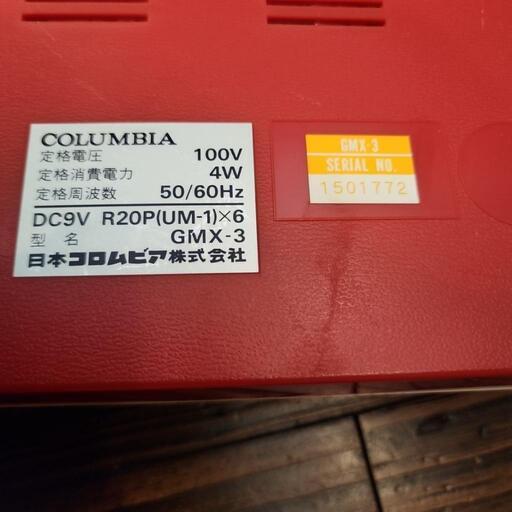 COLUMBIA
定格電圧 100V
定格消費電力 4W
定格周波数 50/60Hz
DC9V R20P(UM-1)×6
型名 GMX-3
日本コロムビア株式会社
GMX-3
SERIAL NO.
1501772